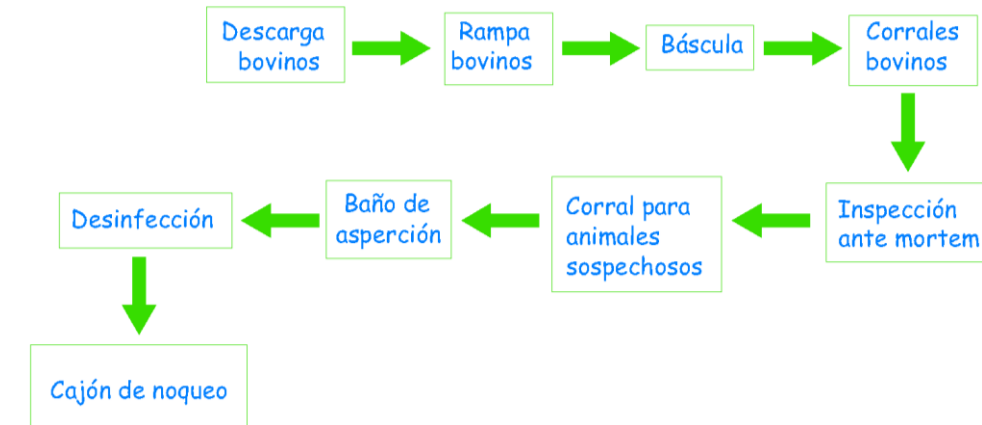 Descarga
bovinos
Rampa
bovinos
Báscula
Corrales
bovinos
Inspección
ante mortem
Corral para
animales
sospechosos
Baño de
asperción
Desinfección
Cajón de noqueo